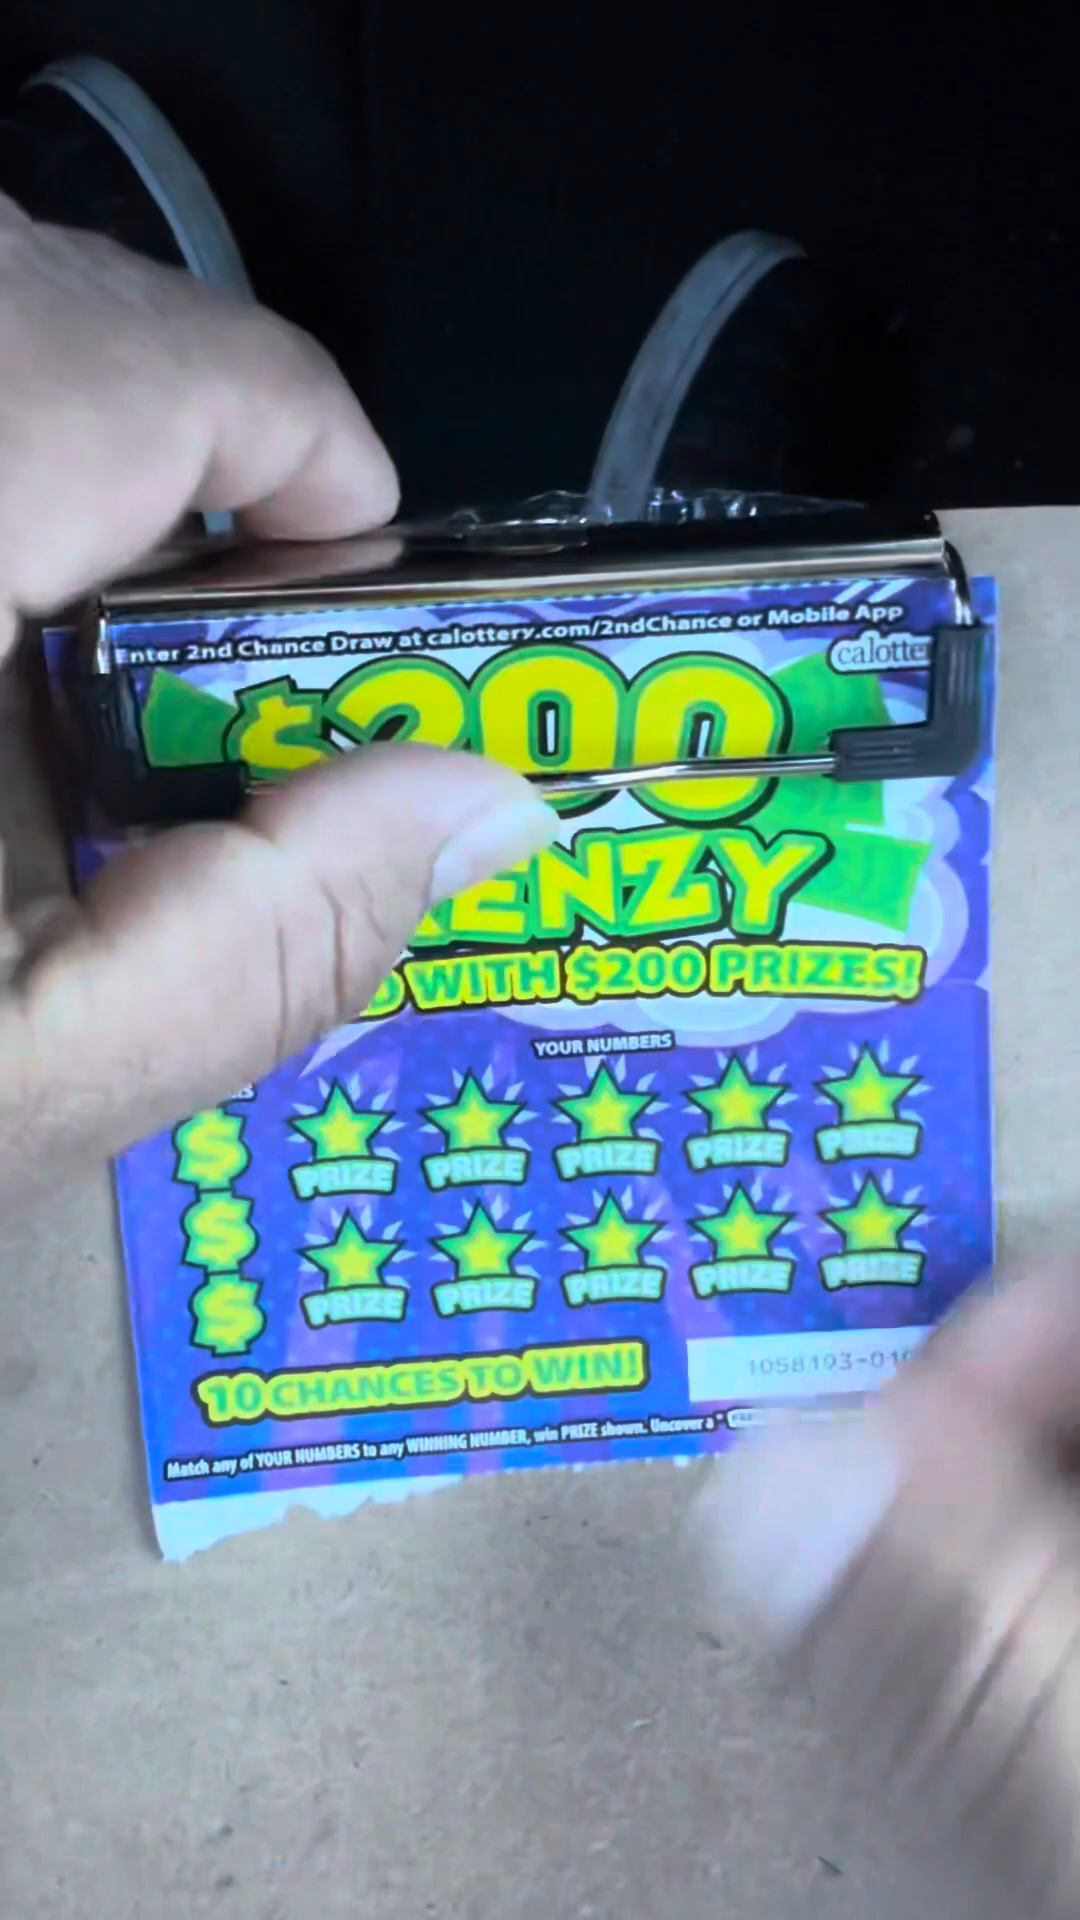 Enter 2nd Chance Draw at calottery.com/2ndChance or Mobile App
$200
WITH $200 PRIZES!
YOUR NUMBERS
$
PRIZE PRIZE PRIZE PRIZE PRIZE
$
$
PRIZE PRIZE PRIZE PRIZE PRIZE
10 CHANCES TO WIN!
Match any of YOUR NUMBERS to any WINNING NUMBER, win PRIZE shown. Uncover a "